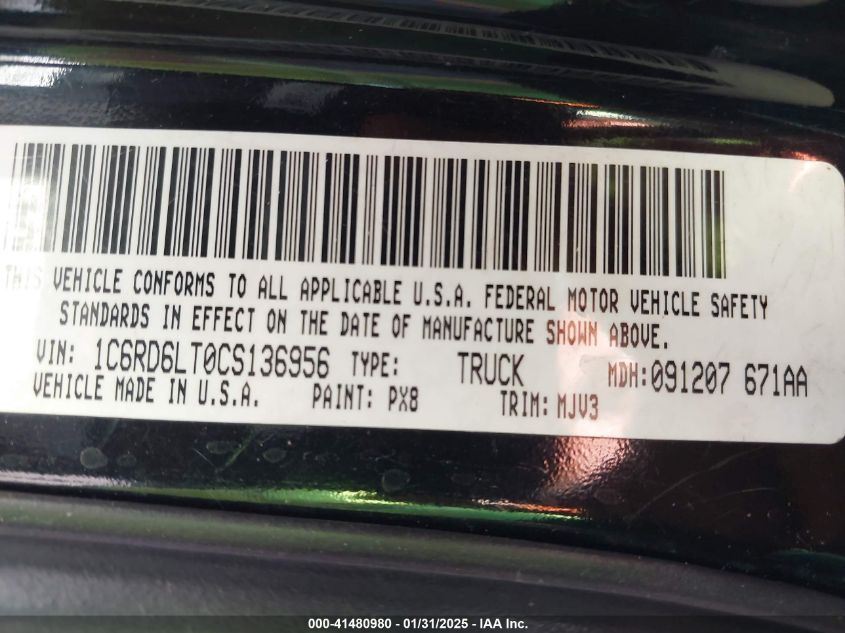 THIS VEHICLE CONFORMS TO ALL APPLICABLE U.S.A. FEDERAL MOTOR VEHICLE SAFETY
STANDARDS IN EFFECT ON THE DATE OF MANUFACTURE SHOWN ABOVE.
VIN: 1C6RD6LT0CS136956 TYPE: TRUCK MDH:091207 671AA
VEHICLE MADE IN U.S.A. PAINT: PX8 TRIM: MJV3
000-41480980 - 01/31/2025 - IAA Inc.